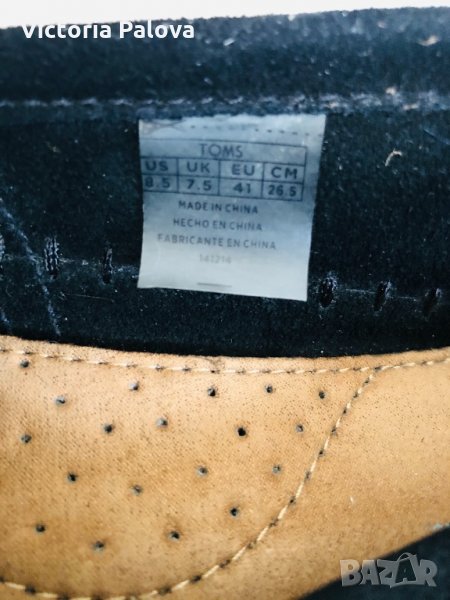 victoria Palova
TOMS
US UK EU CM
8.5 7.5 41 26.5
MADE IN CHINA
HECHO EN CHINA
FABRICANTE EN CHINA
141214
BAZAR